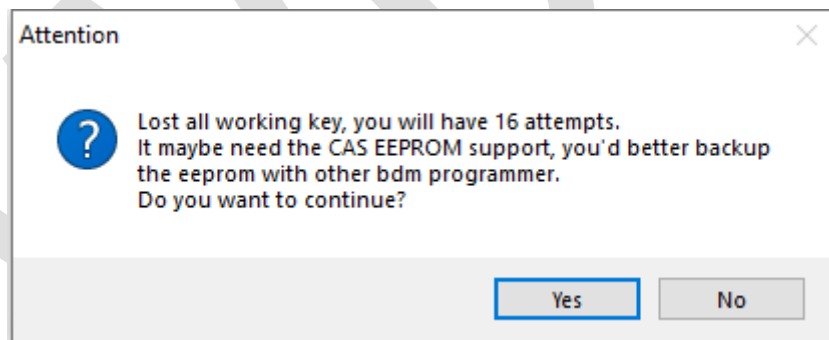 Attention
Lost all working key, you will have 16 attempts.
It maybe need the CAS EEPROM support, you'd better backup
the eeprom with other bdm programmer.
Do you want to continue?
Yes No